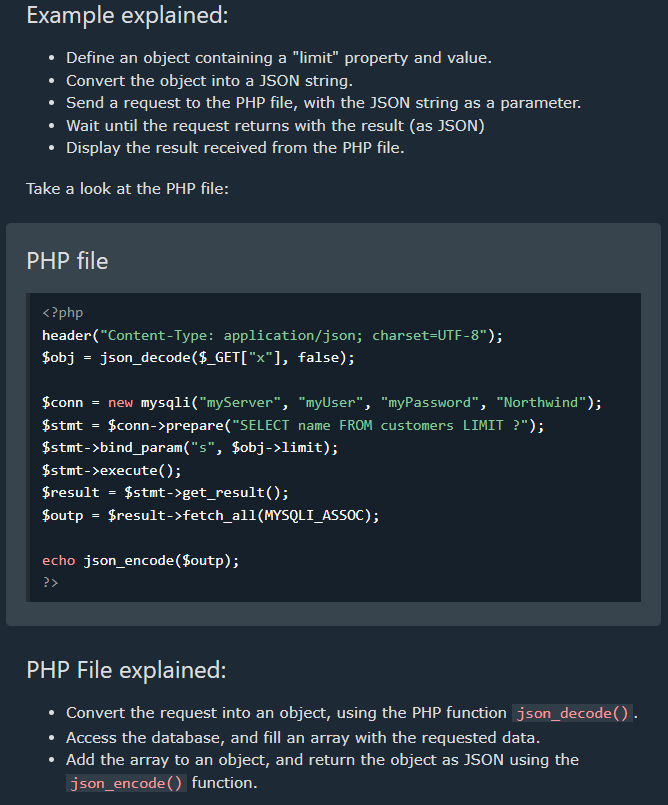 Example explained:
• Define an object containing a "limit" property and value.
• Convert the object into a JSON string.
• Send a request to the PHP file, with the JSON string as a parameter.
• Wait until the request returns with the result (as JSON)
• Display the result received from the PHP file.
Take a look at the PHP file:
PHP file
<?php
header("Content-Type: application/json; charset=UTF-8");
$obj = json_decode($_GET["x"], false);
$conn = new mysqli("myServer", "myUser", "myPassword", "Northwind");
$stmt = $conn->prepare("SELECT name FROM customers LIMIT ?");
$stmt->bind_param("s", $obj->limit);
$stmt->execute();
$result = $stmt->get_result();
$outp = $result->fetch_all(MYSQLI_ASSOC);
echo json_encode($outp);
?>
PHP File explained:
• Convert the request into an object, using the PHP function json_decode().
• Access the database, and fill an array with the requested data.
• Add the array to an object, and return the object as JSON using the
json_encode() function.